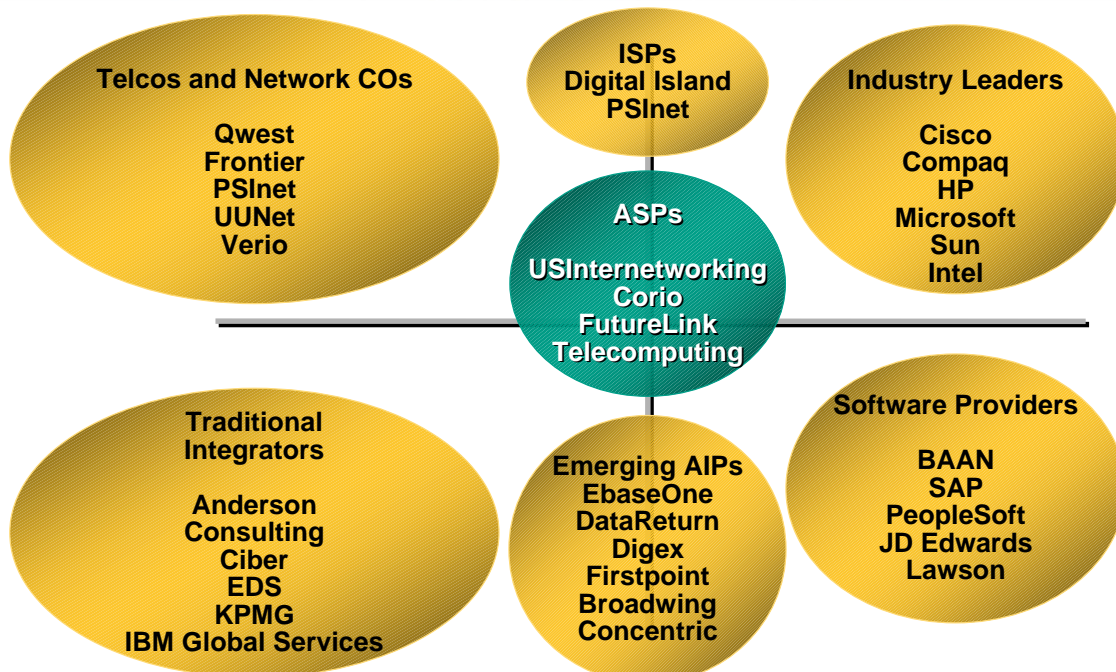 Telcos and Network COs
Qwest
Frontier
PSInet
UUNet
Verio
ISPs
Digital Island
PSInet
Industry Leaders
Cisco
Compaq
HP
Microsoft
Sun
Intel
ASPs
USInternetworking
Corio
FutureLink
Telecomputing
Traditional
Integrators
Anderson
Consulting
Ciber
EDS
KPMG
IBM Global Services
Emerging AIPs
EbaseOne
DataReturn
Digex
Firstpoint
Broadwing
Concentric
Software Providers
BAAN
SAP
PeopleSoft
JD Edwards
Lawson